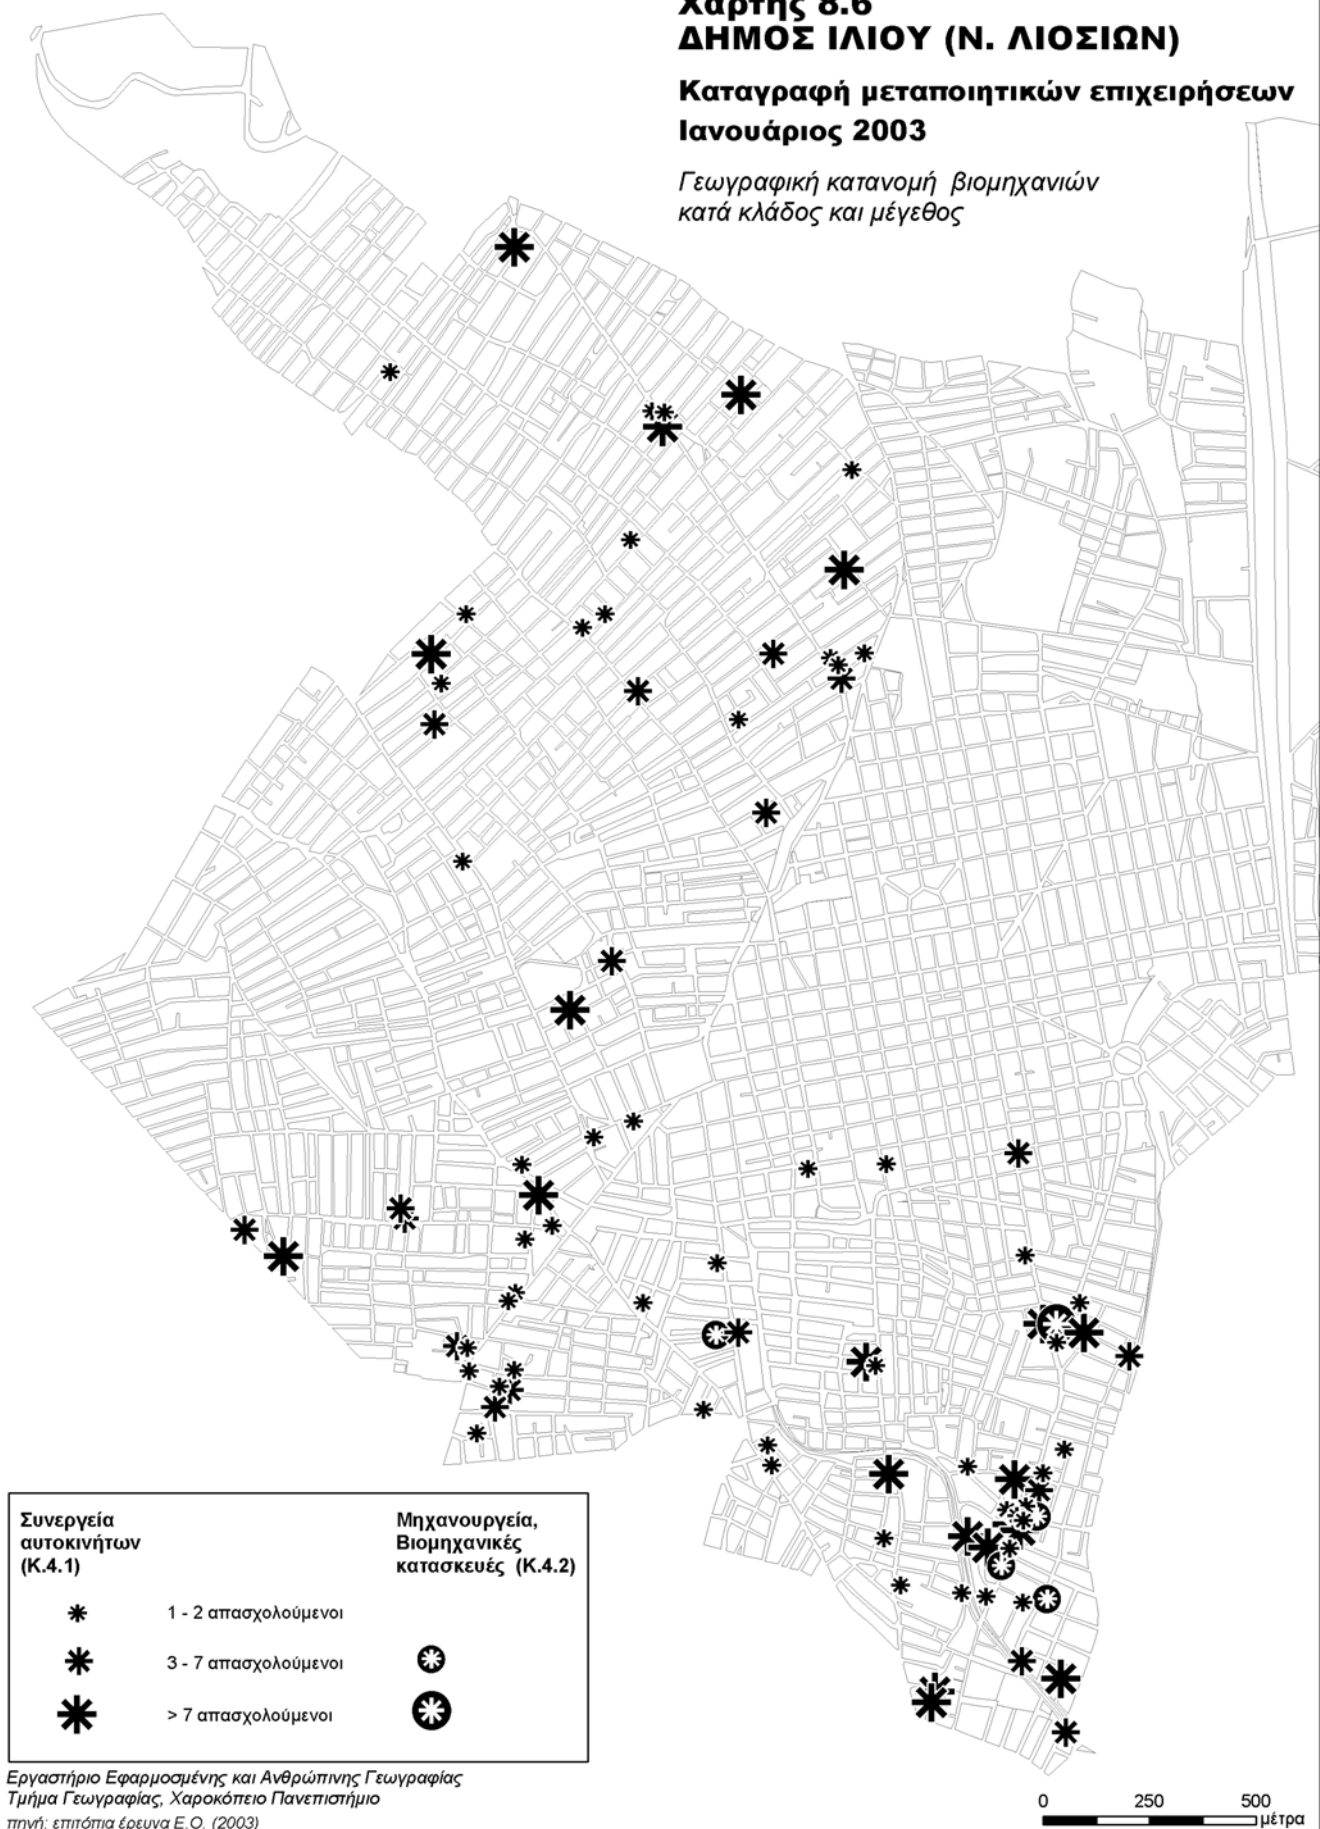 Χάρτης 8.6
ΔΗΜΟΣ ΙΛΙΟΥ (Ν. ΛΙΟΣΙΩΝ)
Καταγραφή μεταποιητικών επιχειρήσεων
Ιανουάριος 2003
Γεωγραφική κατανομή βιομηχανιών
κατά κλάδος και μέγεθος
Συνεργεία
αυτοκινήτων
(Κ.4.1)
Μηχανουργεία,
Βιομηχανικές
κατασκευές (Κ.4.2)
1 - 2 απασχολούμενοι
3 - 7 απασχολούμενοι
> 7 απασχολούμενοι
Εργαστήριο Εφαρμοσμένης και Ανθρώπινης Γεωγραφίας
Τμήμα Γεωγραφίας, Χαροκόπειο Πανεπιστήμιο
πηγή: επιτόπια έρευνα Ε.Ο. (2003)
0 250 500
μέτρα